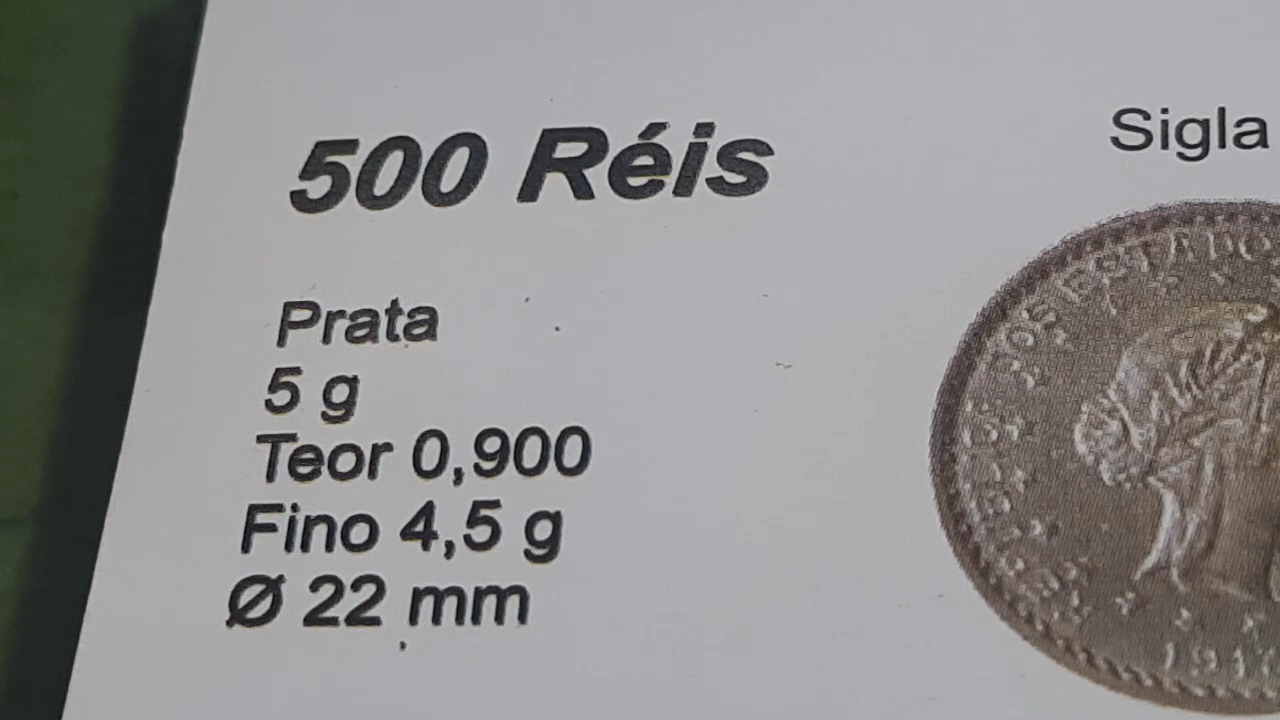 500 Réis
Sigla
Prata
5 g
Teor 0,900
Fino 4,5 g
Ø 22 mm